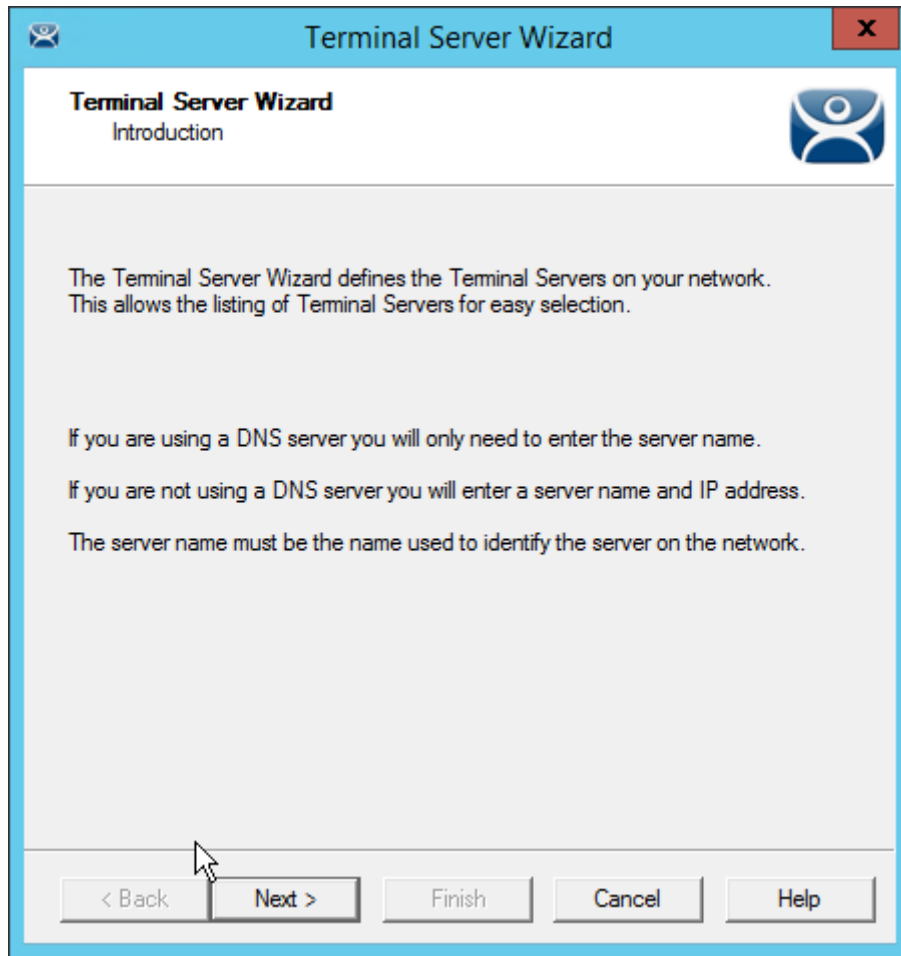 Terminal Server Wizard
X
Terminal Server Wizard
Introduction
The Terminal Server Wizard defines the Terminal Servers on your network.
This allows the listing of Terminal Servers for easy selection.
If you are using a DNS server you will only need to enter the server name.
If you are not using a DNS server you will enter a server name and IP address.
The server name must be the name used to identify the server on the network.
< Back Next > Finish Cancel Help